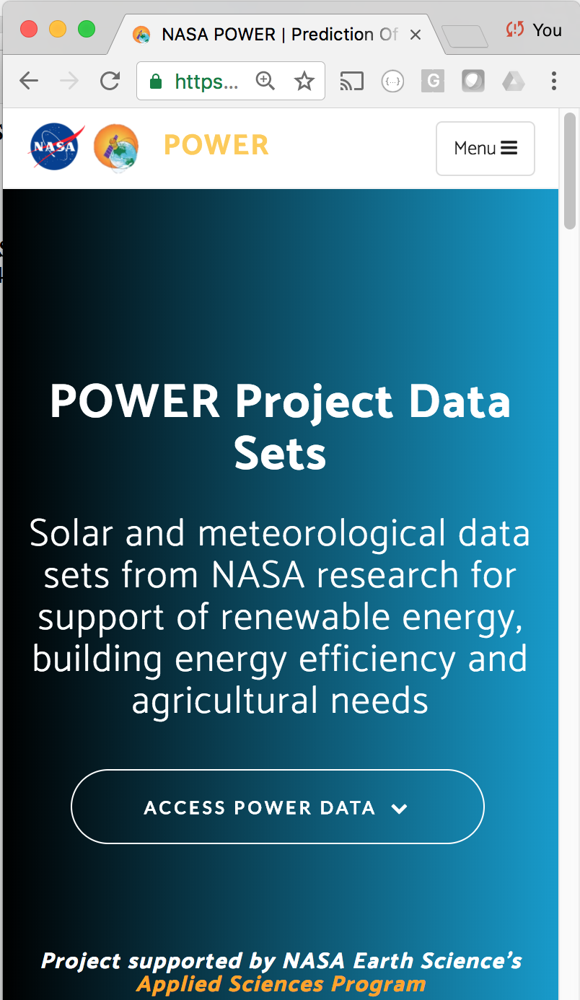 NASA POWER | Prediction Of
You
https...
NASA POWER
Menu
POWER Project Data
Sets
Solar and meteorological data
sets from NASA research for
support of renewable energy,
building energy efficiency and
agricultural needs
ACCESS POWER DATA
Project supported by NASA Earth Science's
Applied Sciences Program